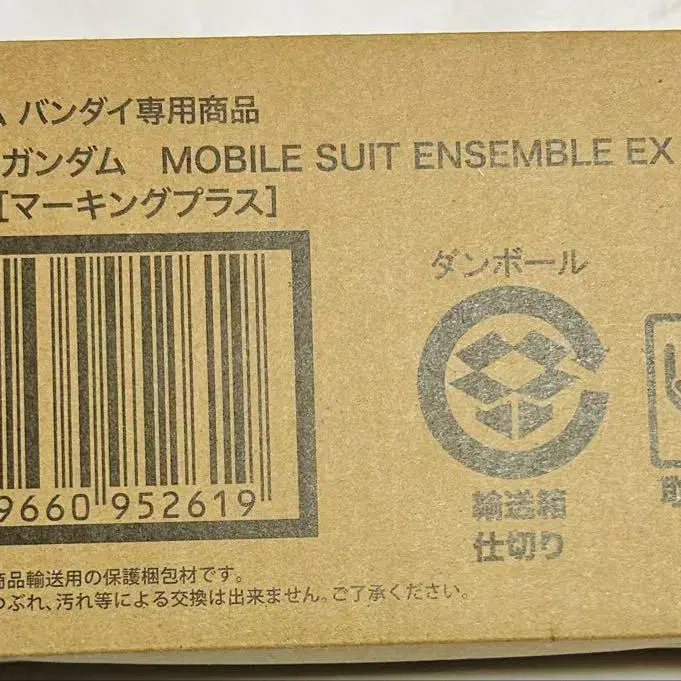 ム バンダイ専用商品
ガンダム MOBILE SUIT ENSEMBLE EX
[マーキングプラス]
ダンボール
9660 952619
輸送箱
仕切り
商品輸送用の保護梱包材です。
つぶれ、汚れ等による交換は出来ません。ご了承ください。